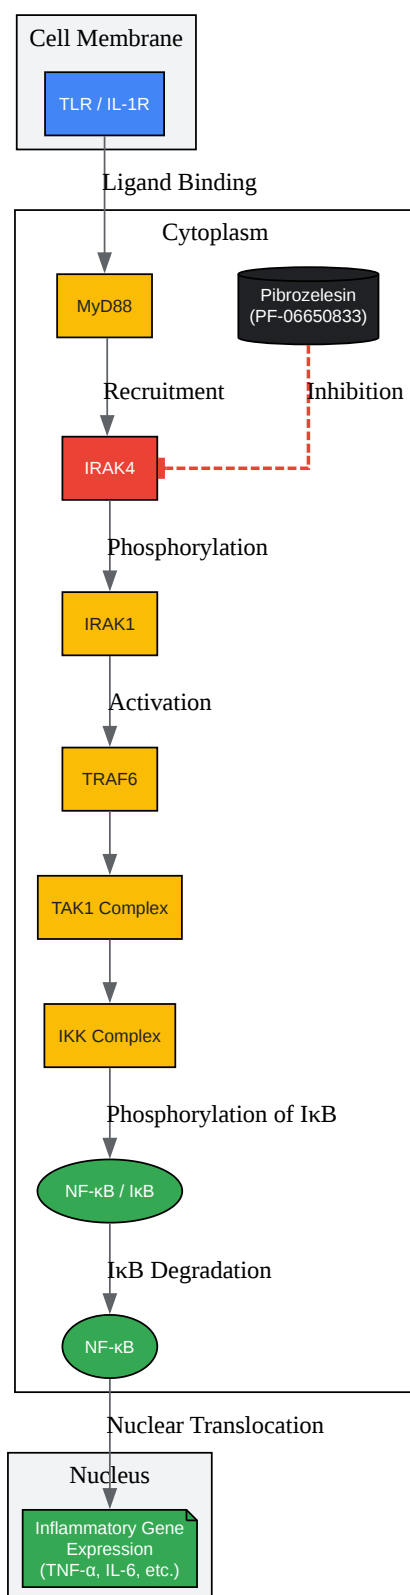 Cell Membrane
TLR / IL-1R
Ligand Binding
Cytoplasm
MyD88
Pibrozelesin
(PF-06650833)
Recruitment
Inhibition
IRAK4
Phosphorylation
IRAK1
Activation
TRAF6
TAK1 Complex
IKK Complex
Phosphorylation of IκB
NF-κB / IκB
IκB Degradation
NF-κB
Nuclear Translocation
Nucleus
Inflammatory Gene
Expression
(TNF-α, IL-6, etc.)